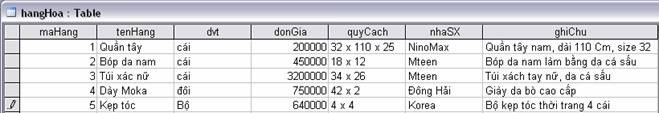 hangHoa : Table
maHang tenHang dvt donGia quyCach nhaSX ghiChu
1 Quần tây cái 200000 32 x 110 x 25 NinoMax Quần tây nam, dài 110 Cm, size 32
2 Bóp da nam cái 450000 18 x 12 Mteen Bóp da nam làm bằng da cá sấu
3 Túi xác nữ cái 3200000 34 x 26 Mteen Túi xách tay nữ, da cá sấu
4 Dày Moka đôi 750000 42 x 2 Đông Hải Giày da bò cao cấp
5 Kẹp tóc Bộ 640000 4 x 4 Korea Bộ kẹp tóc thời trang 4 cái